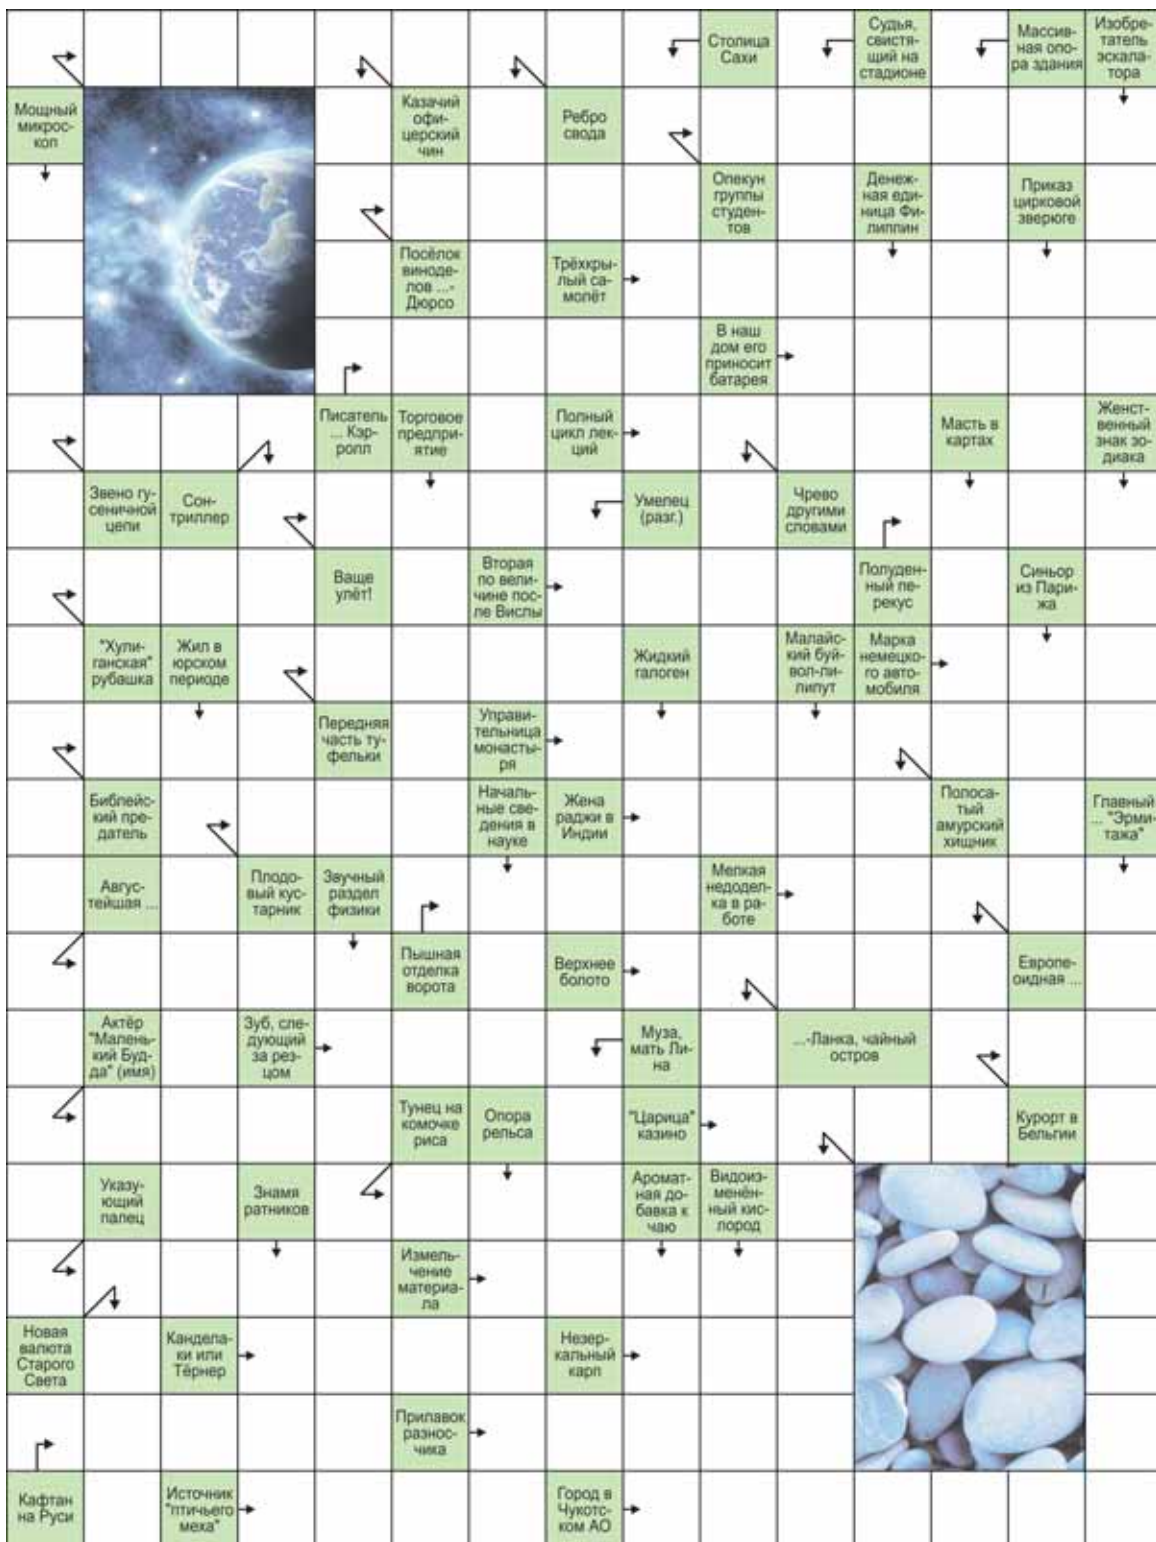 Столица
Сахи
Судья,
свистя-
щий на
стадионе
Массив-
ная опо-
ра здания
Изобре-
татель
эскала-
тора
Мощный
микрос-
коп
Казачий
офи-
церский
чин
Ребро
свода
Опекун
группы
студен-
тов
Денеж-
ная еди-
ница Фи-
липпин
Приказ
цирковой
зверюге
Посёлок
виноде-
лов ...-
Дюрсо
Трёхкры-
лый са-
молёт
В наш
дом его
приносит
батарея
Писатель
... Кэр-
ролл
Торговое
предпри-
ятие
Полный
цикл лек-
ций
Масть в
картах
Женст-
венный
знак зо-
диака
Звено гу-
сеничной
цепи
Сон-
триллер
Умелец
(разг.)
Чрево
другими
словами
Ваще
улёт!
Вторая
по вели-
чине пос-
ле Вислы
Полуден-
ный пе-
рекус
Синьор
из Пари-
жа
"Хули-
ганская"
рубашка
Жил в
юрском
периоде
Жидкий
галоген
Малайс-
кий буй-
вол-ли-
липут
Марка
немецко-
го авто-
мобиля
Передняя
часть ту-
фельки
Управи-
тельница
монасты-
ря
Библейс-
кий пре-
датель
Началь-
ные све-
дения в
науке
Жена
раджи в
Индии
Полоса-
тый
амурский
хищник
Главный
... "Эрми-
тажа"
Авгус-
тейшая ...
Плодо-
вый кус-
тарник
Звучный
раздел
физики
Мелкая
недодел-
ка в ра-
боте
Пышная
отделка
ворота
Верхнее
болото
Европе-
оидная ...
Актёр
"Малень-
кий Буд-
да" (имя)
Зуб, сле-
дующий
за рез-
цом
Муза,
мать Ли-
на
...-Ланка, чайный
остров
Тунец на
комочке
риса
Опора
рельса
"Царица"
казино
Курорт в
Бельгии
Указу-
ющий
палец
Знамя
ратников
Аромат-
ная до-
бавка к
чаю
Видоиз-
менён-
ный кис-
лород
Измель-
чение
материа-
ла
Новая
валюта
Старого
Света
Кандела-
ки или
Тёрнер
Незер-
кальный
карп
Прилавок
разнос-
чика
Кафтан
на Руси
Источник
"птичьего
меха"
Город в
Чукотс-
ком АО